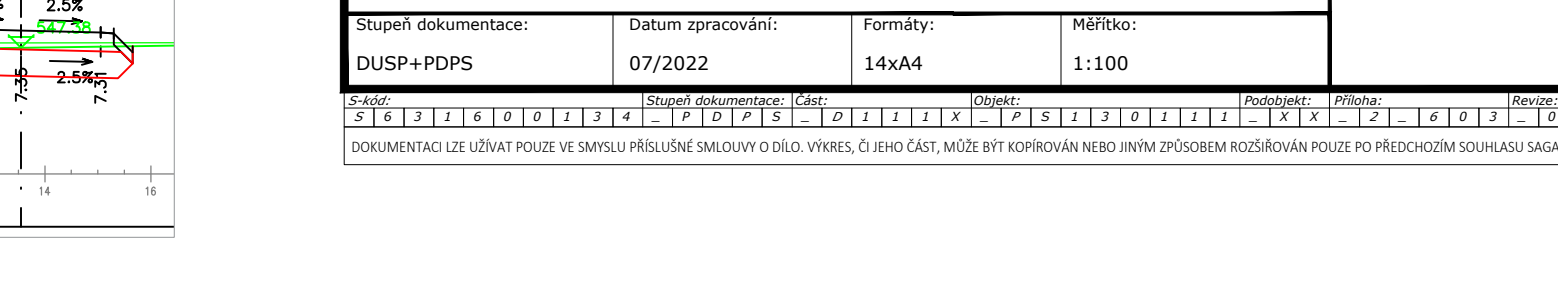 2.5%
547.38
2.5%
7.35
7.31
14 16
Stupeň dokumentace: Datum zpracování: Formáty: Měřítko:
DUSP+PDPS 07/2022 14xA4 1:100
S-kód: Stupeň dokumentace: Část: Objekt: Podobjekt: Příloha: Revize:
S 6 3 1 6 0 0 1 3 4 _ P D P S _ D 1 1 1 X _ P S 1 3 0 1 1 1 _ X X _ 2 _ 6 0 3 _ 0
DOKUMENTACI LZE UŽÍVAT POUZE VE SMYSLU PŘÍSLUŠNÉ SMLOUVY O DÍLO. VÝKRES, ČI JEHO ČÁST, MŮŽE BÝT KOPÍROVÁN NEBO JINÝM ZPŮSOBEM ROZŠIŘOVÁN POUZE PO PŘEDCHOZÍM SOUHLASU SAGA